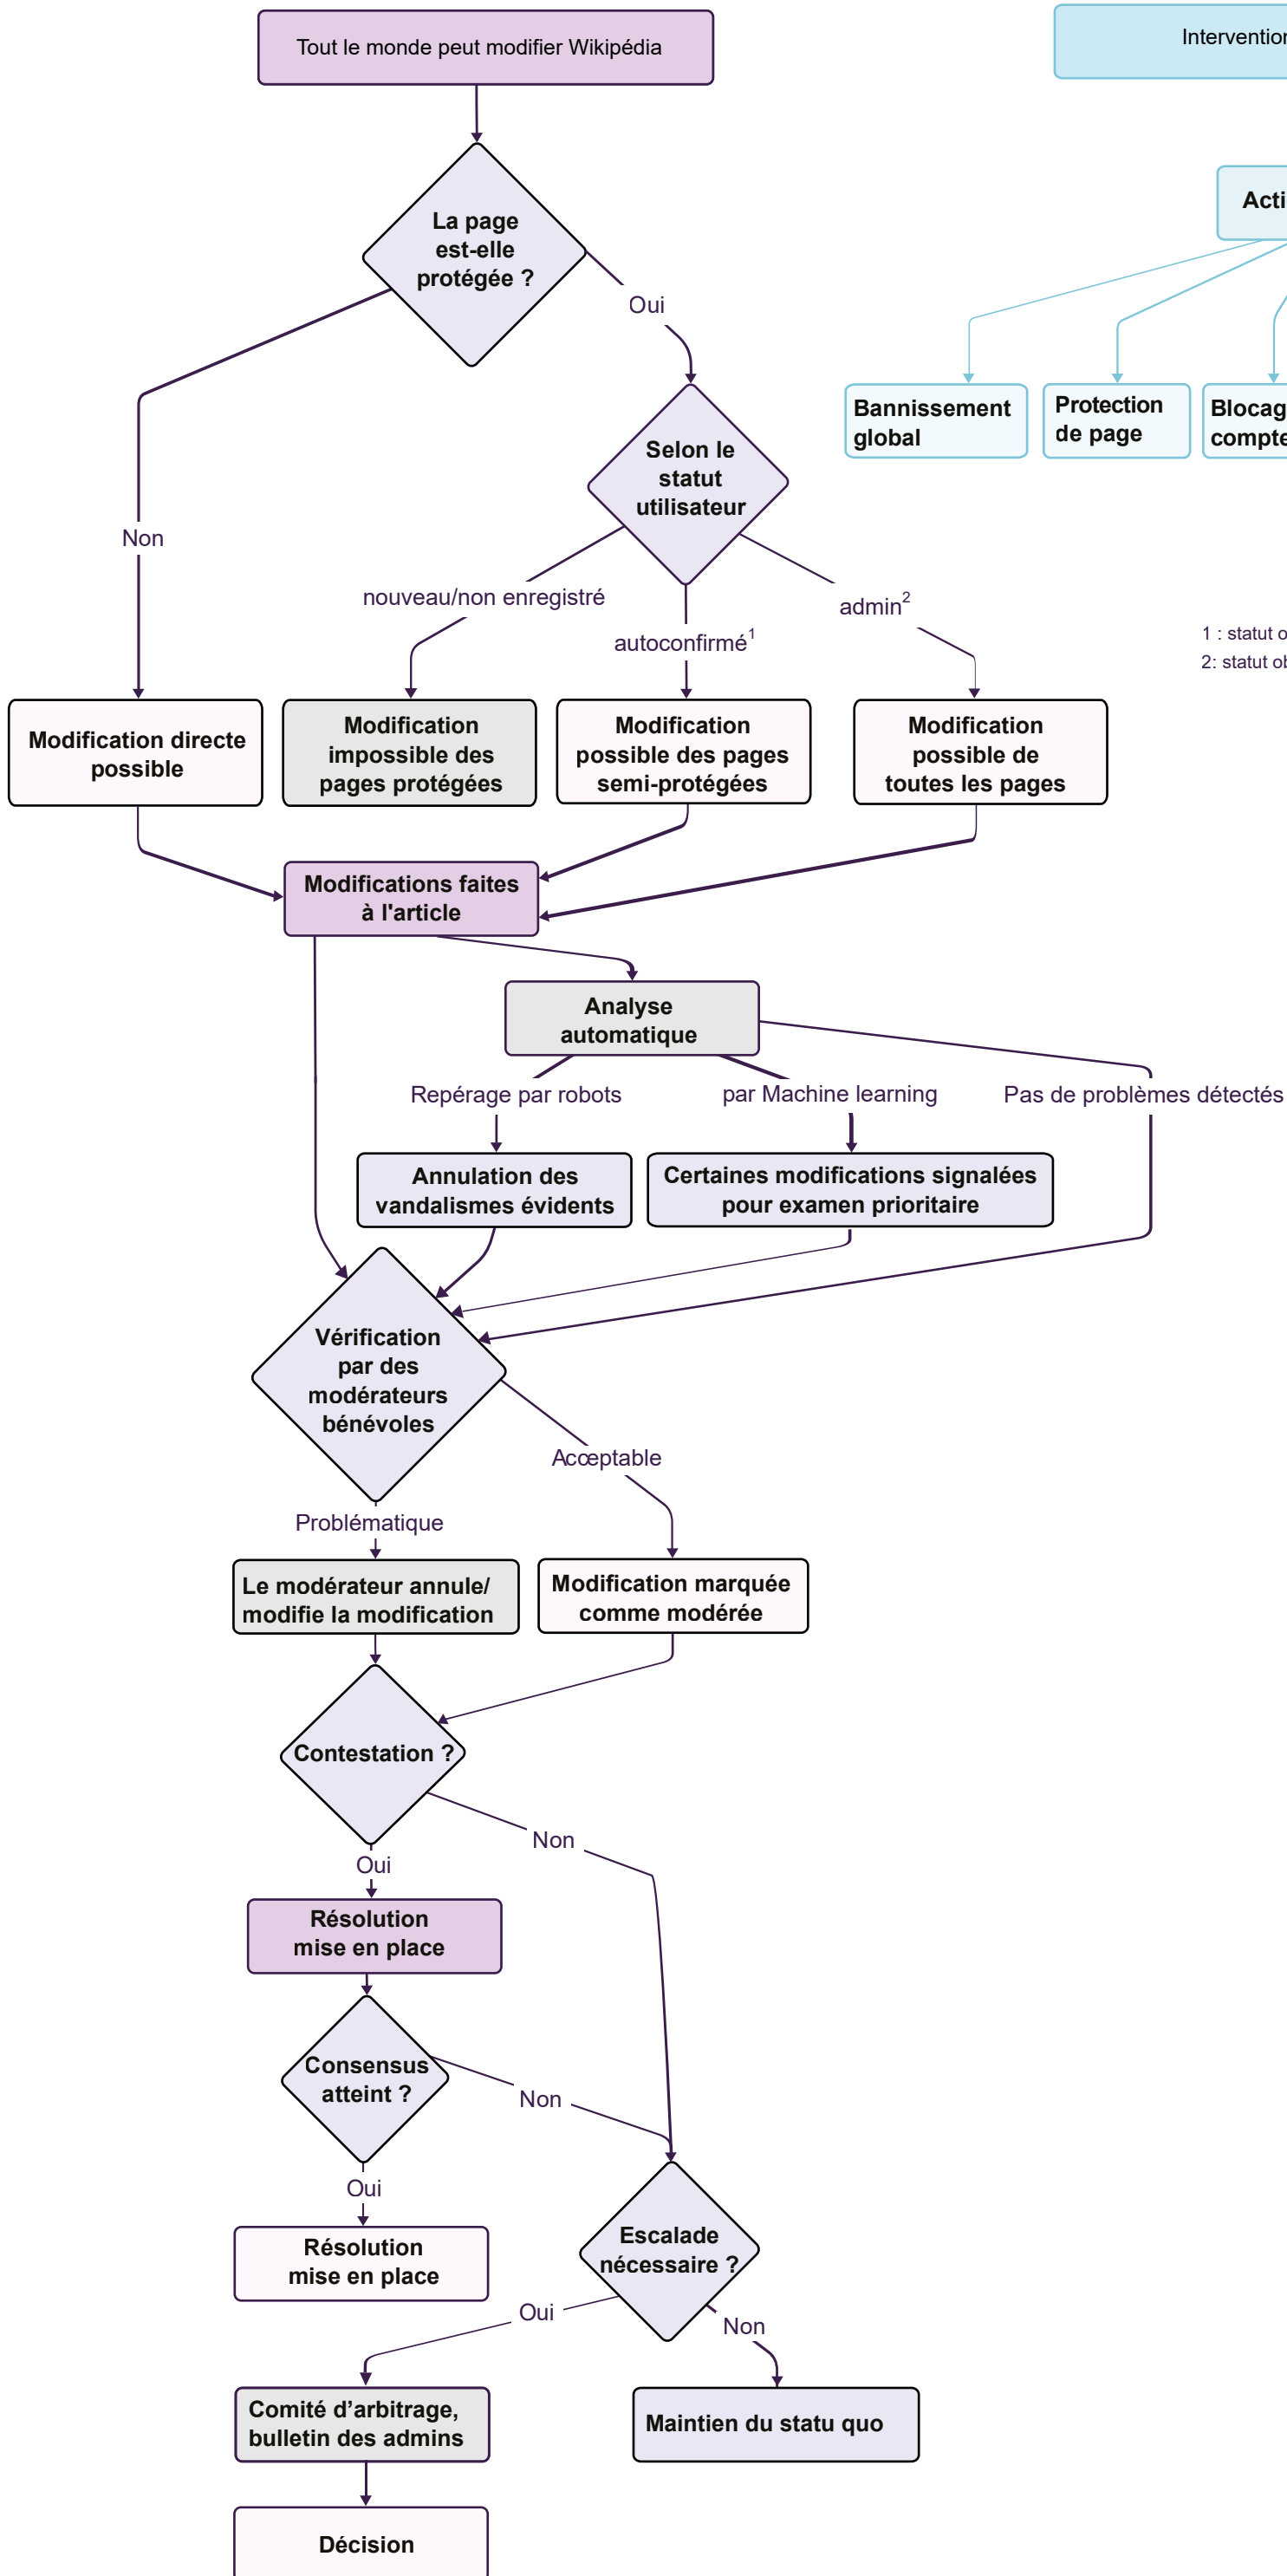 Tout le monde peut modifier Wikipédia
Intervention
La page
est-elle
protégée ?
Oui
Non
Bannissement
global
Protection
de page
Selon le
statut
utilisateur
nouveau/non enregistré
autoconfirmé1
admin2
1 : statut
2: statut
Modification directe
possible
Modification
impossible des
pages protégées
Modification
possible des pages
semi-protégées
Modification
possible de
toutes les pages
Modifications faites
à l'article
Analyse
automatique
Repérage par robots
par Machine learning
Pas de problèmes détectés
Annulation des
vandalismes évidents
Certaines modifications signalées
pour examen prioritaire
Vérification
par des
modérateurs
bénévoles
Acceptable
Problématique
Le modérateur annule/
modifie la modification
Modification marquée
comme modérée
Contestation ?
Non
Oui
Résolution
mise en place
Consensus
atteint ?
Non
Oui
Résolution
mise en place
Escalade
nécessaire ?
Oui
Non
Comité d’arbitrage,
bulletin des admins
Maintien du statu quo
Décision